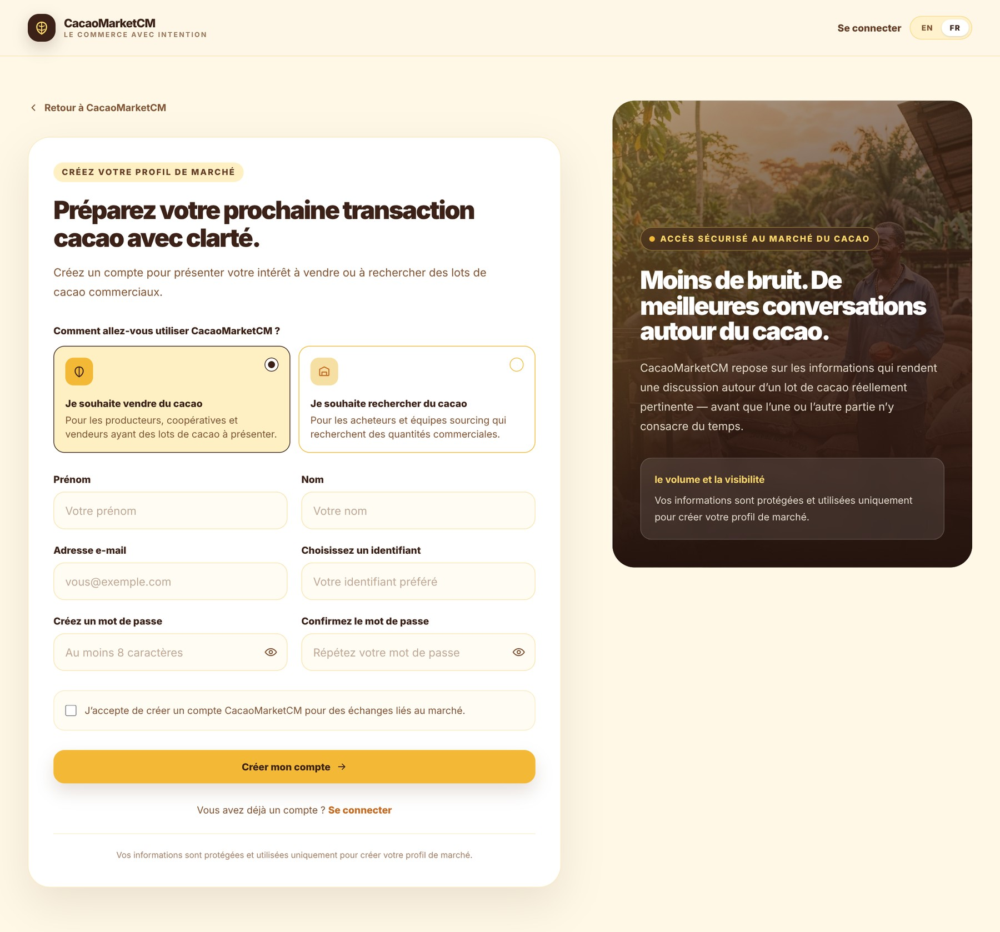 CacaoMarketCM
LE COMMERCE AVEC INTENTION
Se connecter
EN
FR
Retour à CacaoMarketCM
CRÉEZ VOTRE PROFIL DE MARCHÉ
Préparez votre prochaine transaction
cacao avec clarté.
Créez un compte pour présenter votre intérêt à vendre ou à rechercher des lots de
cacao commerciaux.
Comment allez-vous utiliser CacaoMarketCM ?
Je souhaite vendre du cacao
Pour les producteurs, coopératives et
vendeurs ayant des lots de cacao à présenter.
Je souhaite rechercher du cacao
Pour les acheteurs et équipes sourcing qui
recherchent des quantités commerciales.
Prénom
Votre prénom
Nom
Votre nom
Adresse e-mail
vous@exemple.com
Choisissez un identifiant
Votre identifiant préféré
Créez un mot de passe
Au moins 8 caractères
Confirmez le mot de passe
Répétez votre mot de passe
J’accepte de créer un compte CacaoMarketCM pour des échanges liés au marché.
Créer mon compte →
Vous avez déjà un compte ? Se connecter
Vos informations sont protégées et utilisées uniquement pour créer votre profil de marché.
ACCÈS SÉCURISÉ AU MARCHÉ DU CACAO
Moins de bruit. De
meilleures conversations
autour du cacao.
CacaoMarketCM repose sur les informations qui rendent
une discussion autour d’un lot de cacao réellement
pertinente — avant que l’une ou l’autre partie n’y
consacre du temps.
le volume et la visibilité
Vos informations sont protégées et utilisées uniquement
pour créer votre profil de marché.